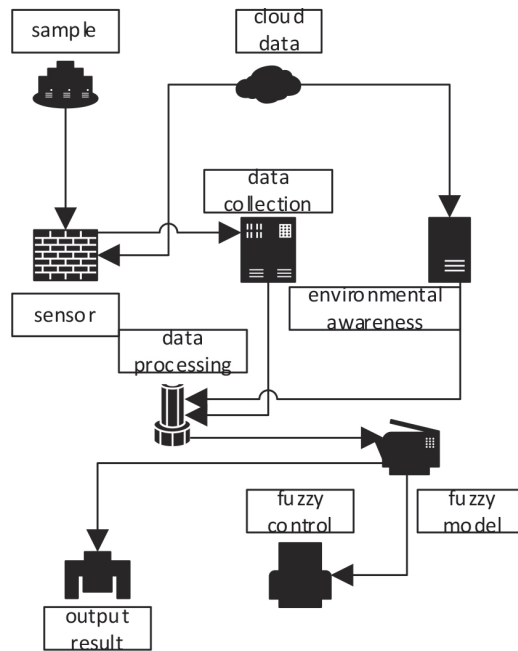 sample
cloud
data
data
collection
sensor
environmental
awareness
data
processing
fuzzy
control
fuzzy
model
output
result